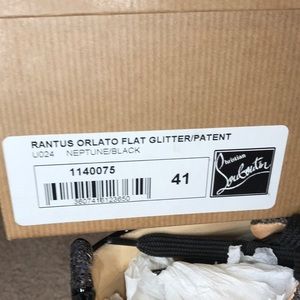 RANTUS ORLATO FLAT GLITTER/PATENT
U024 NEPTUNE/BLACK
1140075
41
Christian
Louboutin